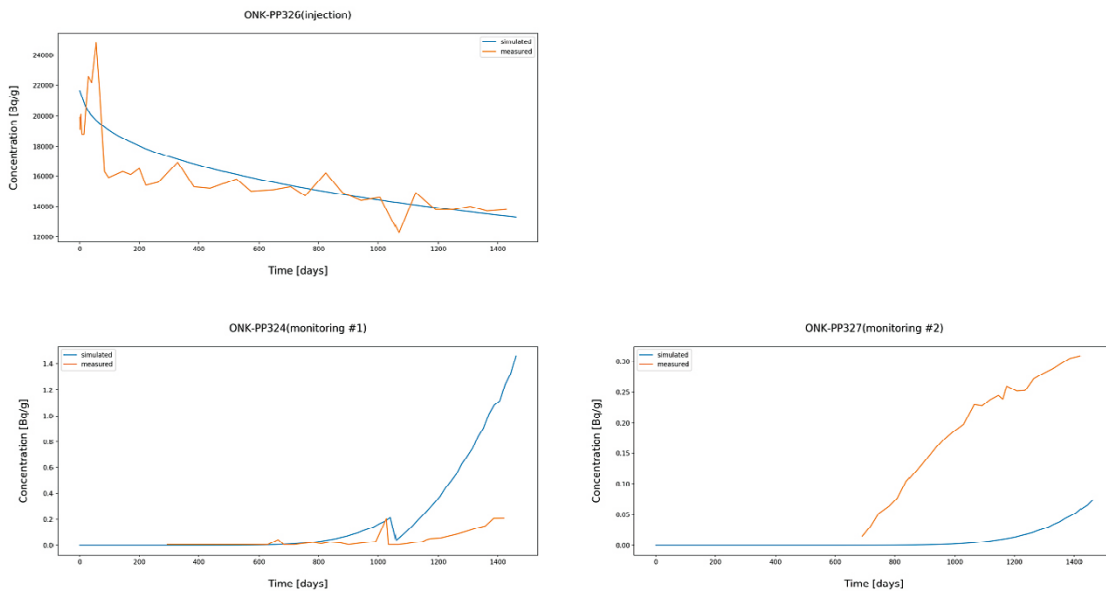 ONK-PP326(injection)
simulated
measured
Concentration [Bq/g]
24000
22000
20000
18000
16000
14000
12000
0 200 400 600 800 1000 1200 1400
Time [days]
ONK-PP324(monitoring #1)
simulated
measured
Concentration [Bq/g]
1.4
1.2
1.0
0.8
0.6
0.4
0.2
0.0
0 200 400 600 800 1000 1200 1400
Time [days]
ONK-PP327(monitoring #2)
simulated
measured
Concentration [Bq/g]
0.30
0.25
0.20
0.15
0.10
0.05
0.00
0 200 400 600 800 1000 1200 1400
Time [days]